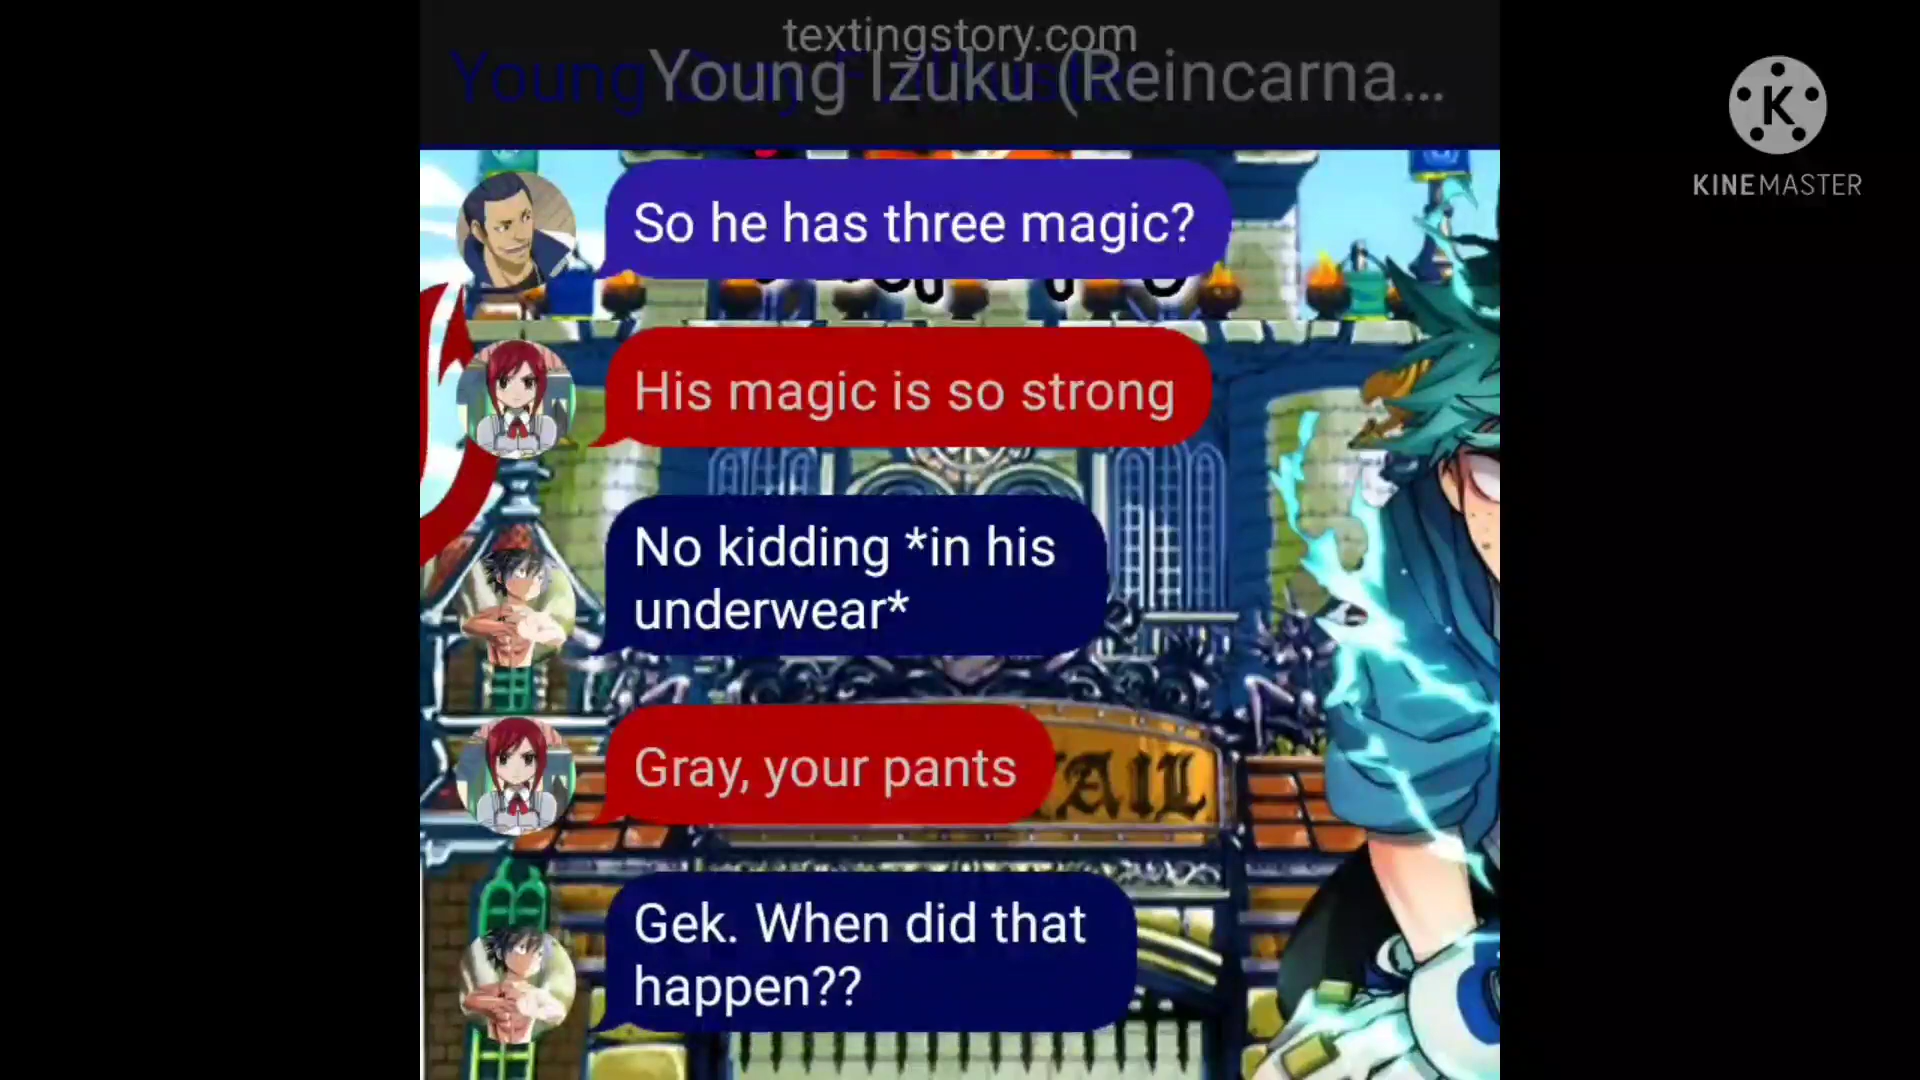 textingstory.com
Young Izuku (Reincarna...
KINEMASTER
So he has three magic?
His magic is so strong
No kidding *in his
underwear*
Gray, your pants
AIL
Gek. When did that
happen??